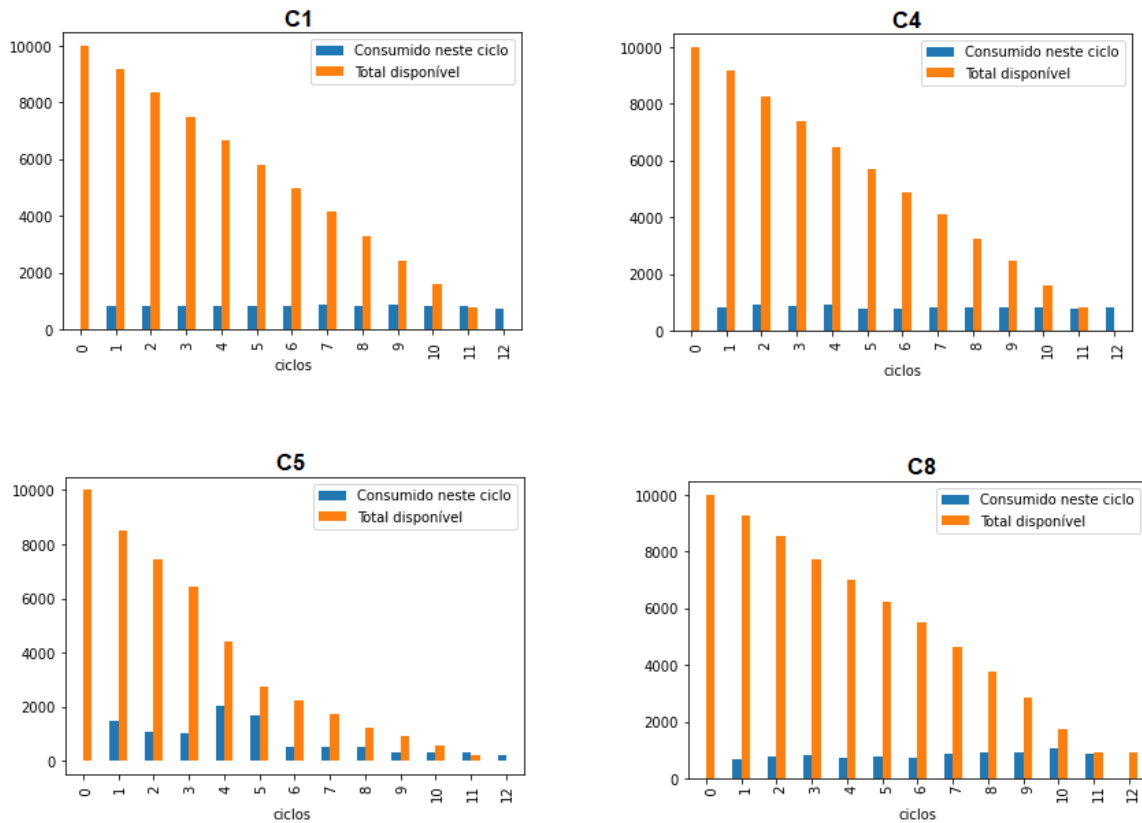 C1
Consumido neste ciclo
Total disponível
10000
8000
6000
4000
2000
0
0 1 2 3 4 5 6 7 8 9 10 11 12
ciclos
C4
Consumido neste ciclo
Total disponível
10000
8000
6000
4000
2000
0
0 1 2 3 4 5 6 7 8 9 10 11 12
ciclos
C5
Consumido neste ciclo
Total disponível
10000
8000
6000
4000
2000
0
0 1 2 3 4 5 6 7 8 9 10 11 12
ciclos
C8
Consumido neste ciclo
Total disponível
10000
8000
6000
4000
2000
0
0 1 2 3 4 5 6 7 8 9 10 11 12
ciclos